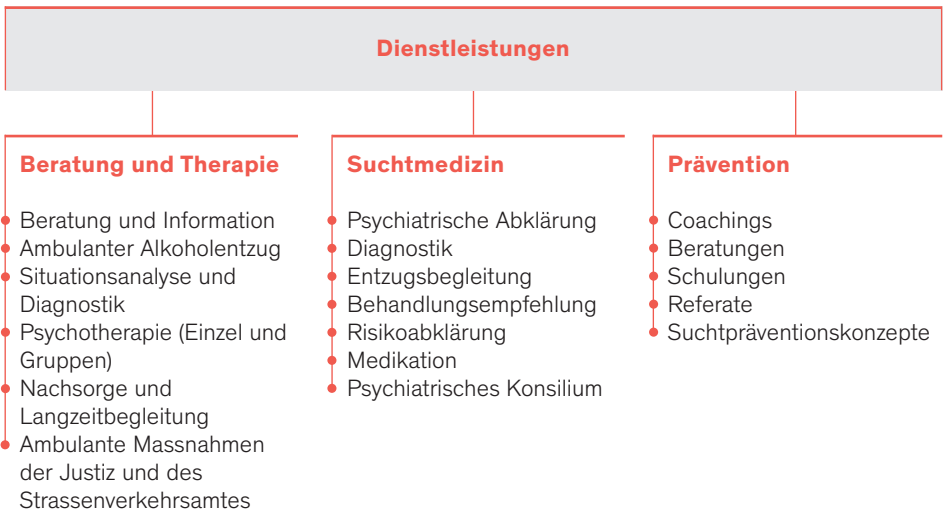 Dienstleistungen
Beratung und Therapie
Beratung und Information
Ambulanter Alkoholentzug
Situationsanalyse und
Diagnostik
Psychotherapie (Einzel und
Gruppen)
Nachsorge und
Langzeitbegleitung
Ambulante Massnahmen
der Justiz und des
Strassenverkehrsamtes
Suchtmedizin
Psychiatrische Abklärung
Diagnostik
Entzugsbegleitung
Behandlungsempfehlung
Risikoabklärung
Medikation
Psychiatrisches Konsilium
Prävention
Coachings
Beratungen
Schulungen
Referate
Suchtpräventionskonzepte